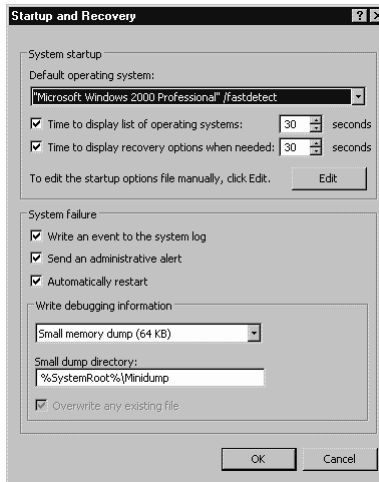 Startup and Recovery
System startup
Default operating system:
"Microsoft Windows 2000 Professional" /fastdetect
Time to display list of operating systems: 30 seconds
Time to display recovery options when needed: 30 seconds
To edit the startup options file manually, click Edit. Edit
System failure
Write an event to the system log
Send an administrative alert
Automatically restart
Write debugging information
Small memory dump (64 KB)
Small dump directory:
%SystemRoot%\Minidump
Overwrite any existing file
OK Cancel